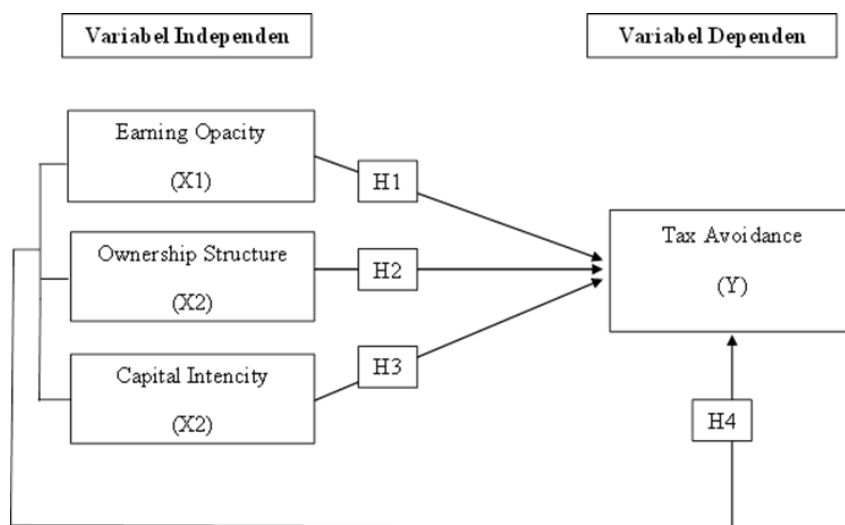 Variabel Independen
Variabel Dependen
Earning Opacity
(X1)
H1
Ownership Structure
(X2)
H2
Tax Avoidance
(Y)
Capital Intencity
(X2)
H3
H4